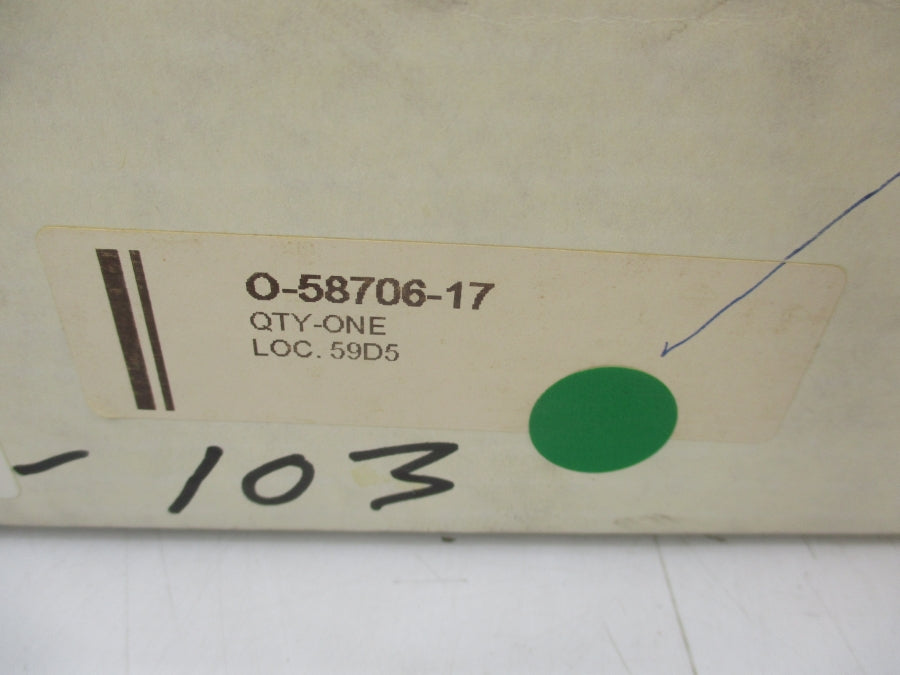 O-58706-17
QTY-ONE
LOC. 59D5
- 103